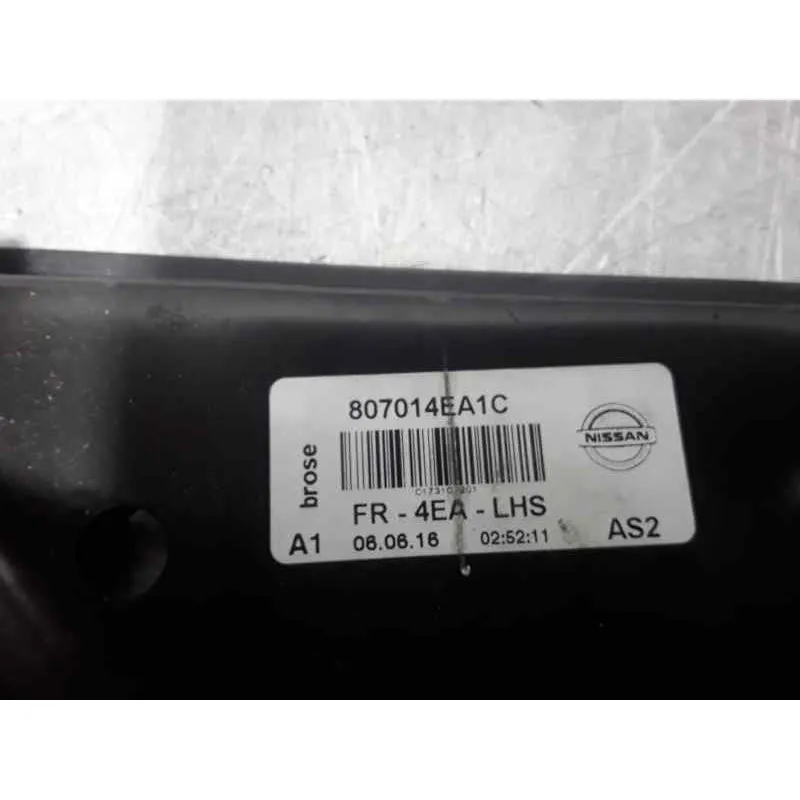 807014EA1C
NISSAN
brose
FR - 4EA - LHS
A1 06.06.16 02:52:11 AS2